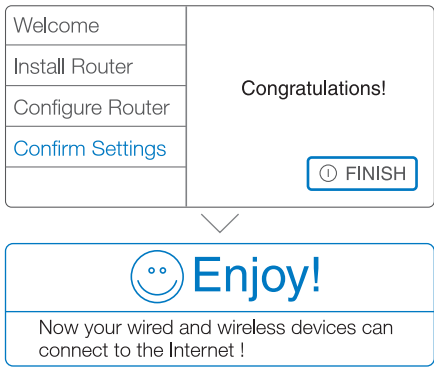 Welcome
Install Router
Configure Router
Confirm Settings
Congratulations!
① FINISH
Enjoy!
Now your wired and wireless devices can
connect to the Internet !